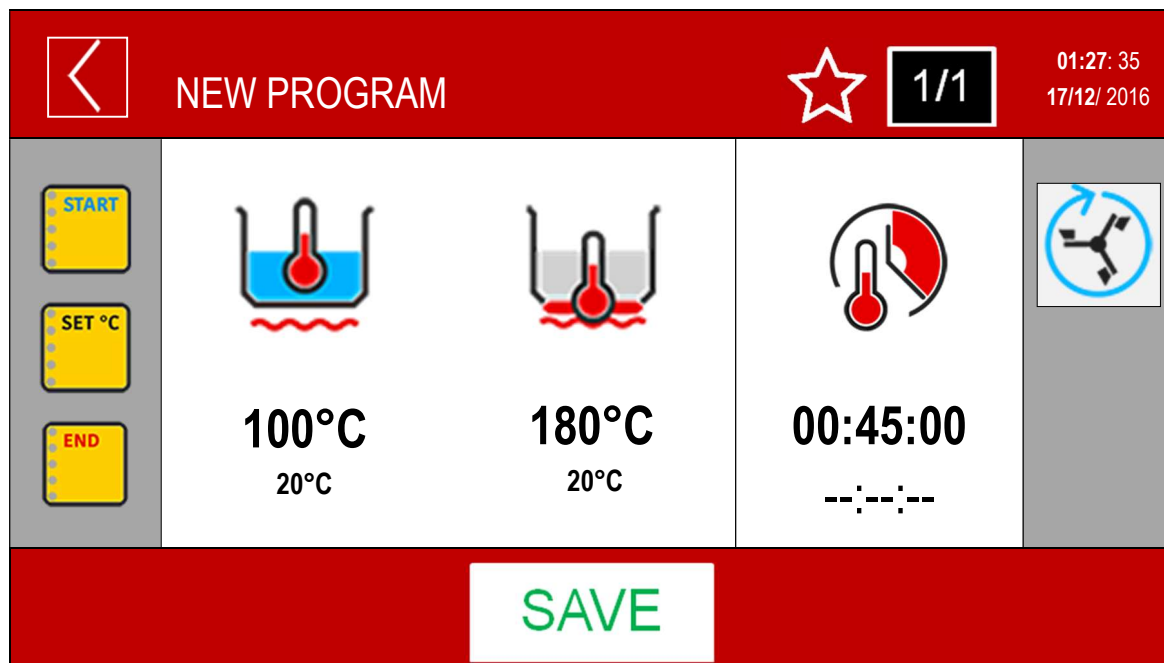 NEW PROGRAM
1/1
01:27: 35
17/12/ 2016
START
SET °C
END
100°C
20°C
180°C
20°C
00:45:00
--:--:--
SAVE